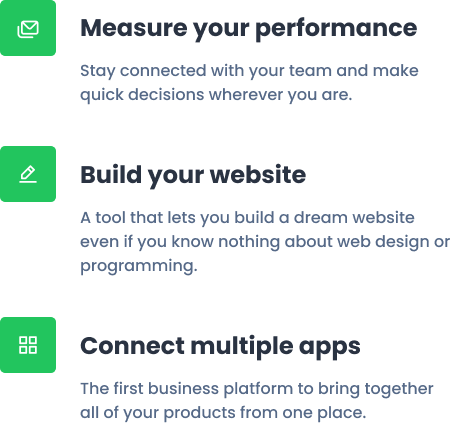 Measure your performance
Stay connected with your team and make
quick decisions wherever you are.
Build your website
A tool that lets you build a dream website
even if you know nothing about web design or
programming.
Connect multiple apps
The first business platform to bring together
all of your products from one place.